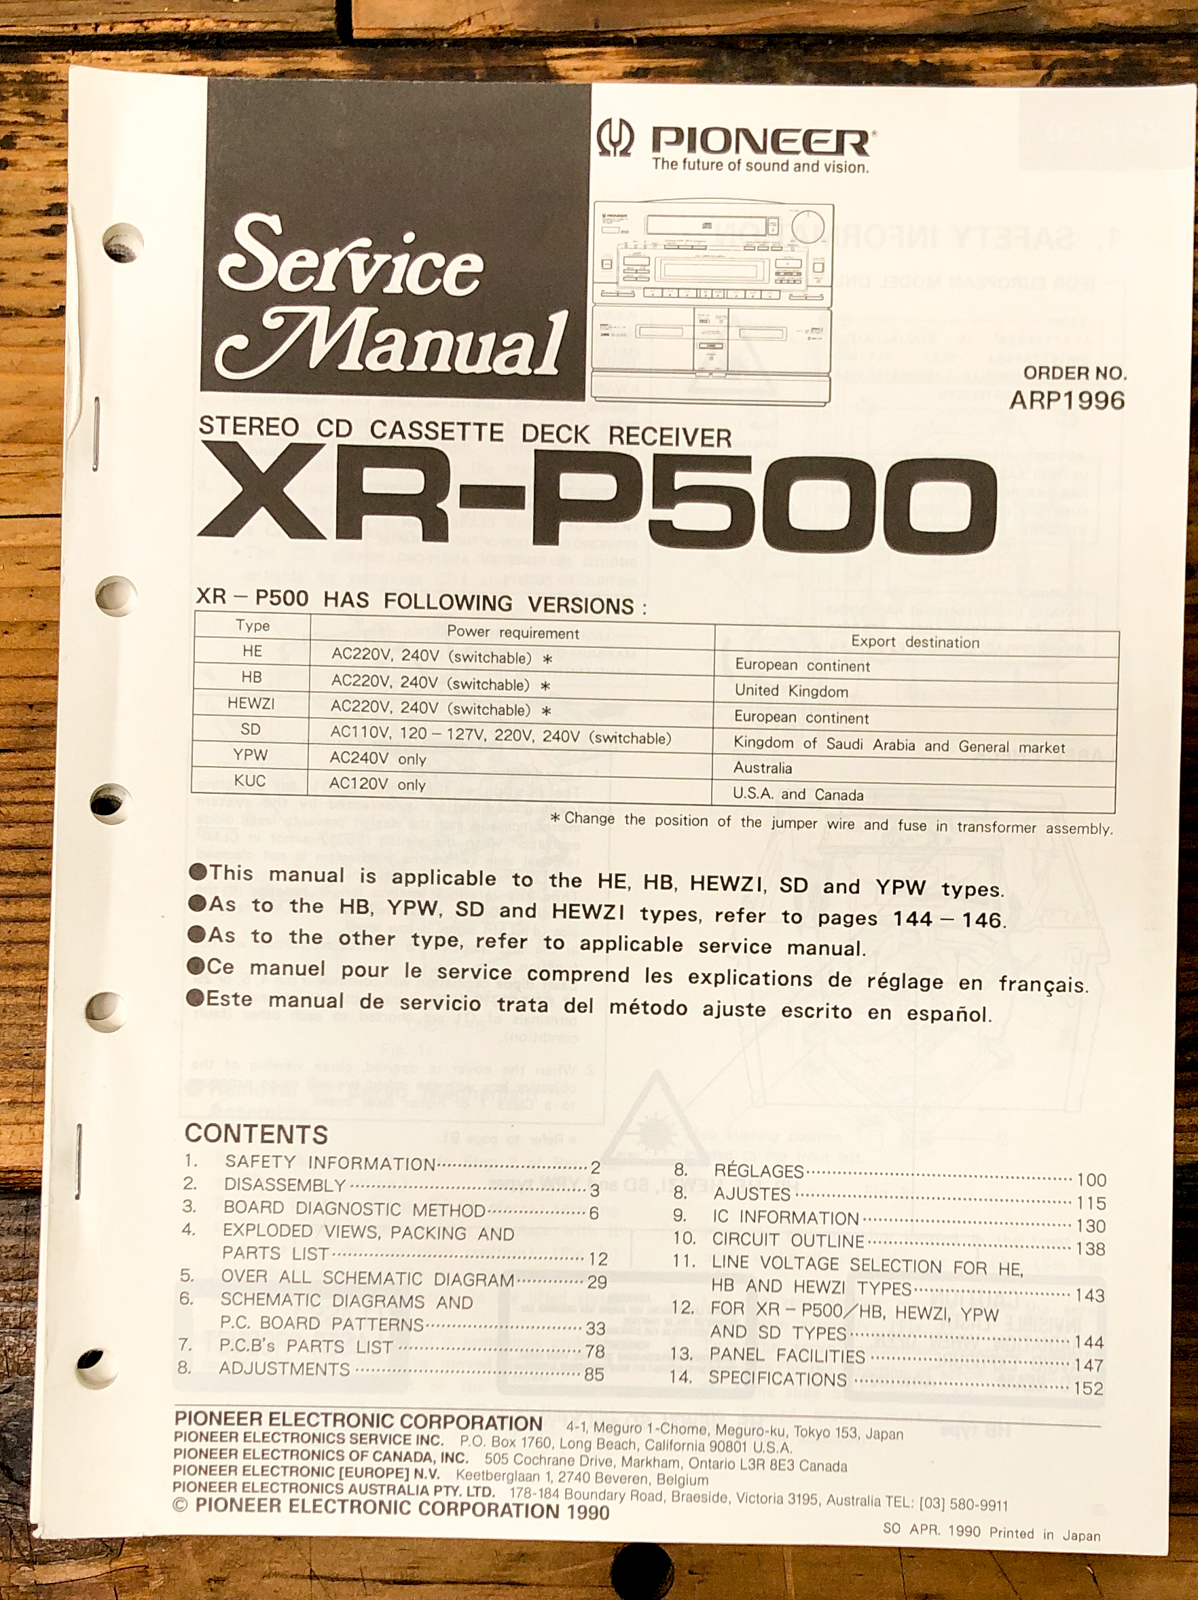 PIONEER®
The future of sound and vision.
Service
Manual
ORDER NO.
ARP1996
STEREO CD CASSETTE DECK RECEIVER
XR-P500
XR – P500 HAS FOLLOWING VERSIONS :
Type Power requirement Export destination
HE AC220V, 240V (switchable) * European continent
HB AC220V, 240V (switchable) * United Kingdom
HEWZI AC220V, 240V (switchable) * European continent
SD AC110V, 120 – 127V, 220V, 240V (switchable) Kingdom of Saudi Arabia and General market
YPW AC240V only Australia
KUC AC120V only U.S.A. and Canada
* Change the position of the jumper wire and fuse in transformer assembly.
●This manual is applicable to the HE, HB, HEWZI, SD and YPW types.
●As to the HB, YPW, SD and HEWZI types, refer to pages 144 – 146.
●As to the other type, refer to applicable service manual.
●Ce manuel pour le service comprend les explications de réglage en français.
●Este manual de servicio trata del método ajuste escrito en español.
CONTENTS
1. SAFETY INFORMATION 2
2. DISASSEMBLY 3
3. BOARD DIAGNOSTIC METHOD 6
4. EXPLODED VIEWS, PACKING AND
PARTS LIST 12
5. OVER ALL SCHEMATIC DIAGRAM 29
6. SCHEMATIC DIAGRAMS AND
P.C. BOARD PATTERNS 33
7. P.C.B's PARTS LIST 78
8. ADJUSTMENTS 85
8. RÉGLAGES 100
8. AJUSTES 115
9. IC INFORMATION 130
10. CIRCUIT OUTLINE 138
11. LINE VOLTAGE SELECTION FOR HE,
HB AND HEWZI TYPES 143
12. FOR XR – P500/HB, HEWZI, YPW
AND SD TYPES 144
13. PANEL FACILITIES 147
14. SPECIFICATIONS 152
PIONEER ELECTRONIC CORPORATION 4-1, Meguro 1-Chome, Meguro-ku, Tokyo 153, Japan
PIONEER ELECTRONICS SERVICE INC. P.O. Box 1760, Long Beach, California 90801 U.S.A.
PIONEER ELECTRONICS OF CANADA, INC. 505 Cochrane Drive, Markham, Ontario L3R 8E3 Canada
PIONEER ELECTRONIC [EUROPE] N.V. Keetberglaan 1, 2740 Beveren, Belgium
PIONEER ELECTRONICS AUSTRALIA PTY. LTD. 178-184 Boundary Road, Braeside, Victoria 3195, Australia TEL: [03] 580-9911
© PIONEER ELECTRONIC CORPORATION 1990
SO APR. 1990 Printed in Japan